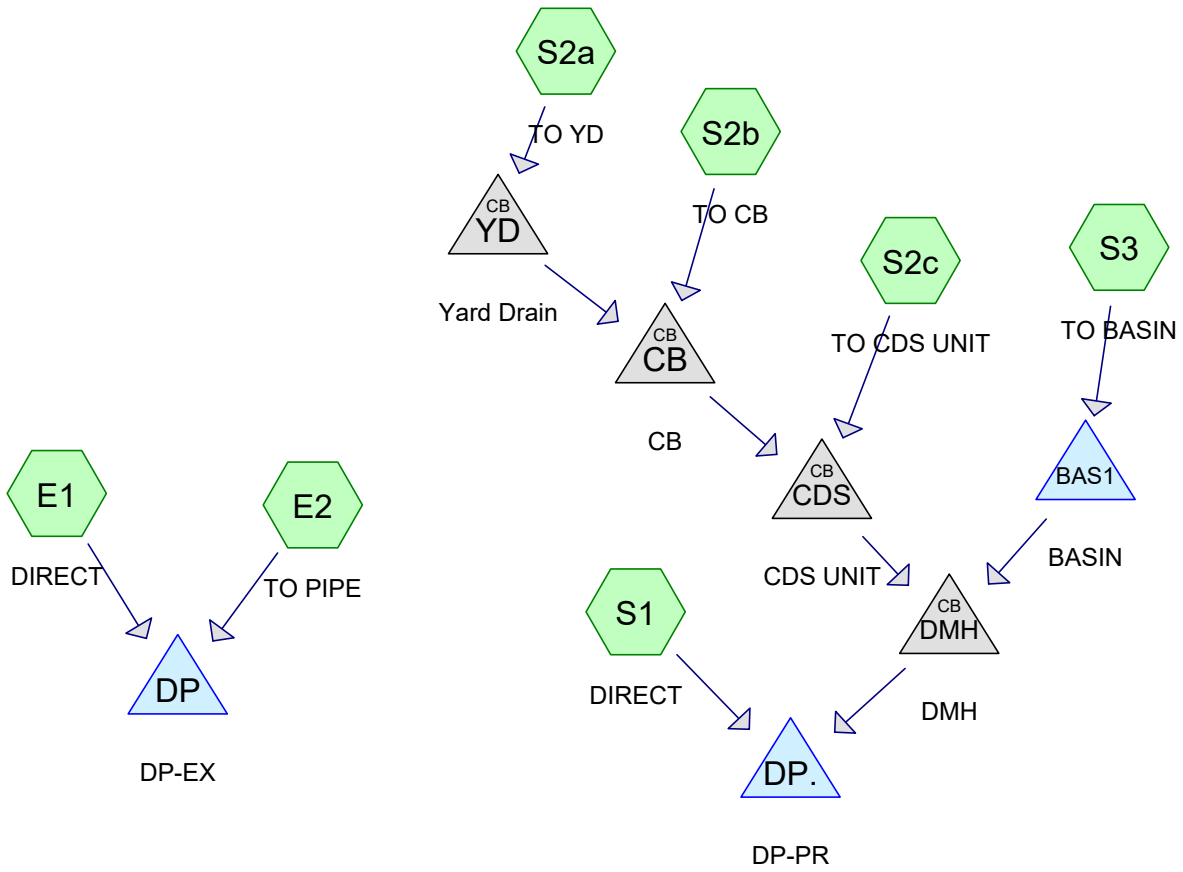 S2a
TO YD
S2b
TO CB
CB
YD
Yard Drain
S2c
TO CDS UNIT
S3
TO BASIN
CB
CB
CB
CB
CDS
CDS UNIT
BAS1
BASIN
E1
DIRECT
E2
TO PIPE
DP
DP-EX
S1
DIRECT
CB
DMH
DMH
DP.
DP-PR